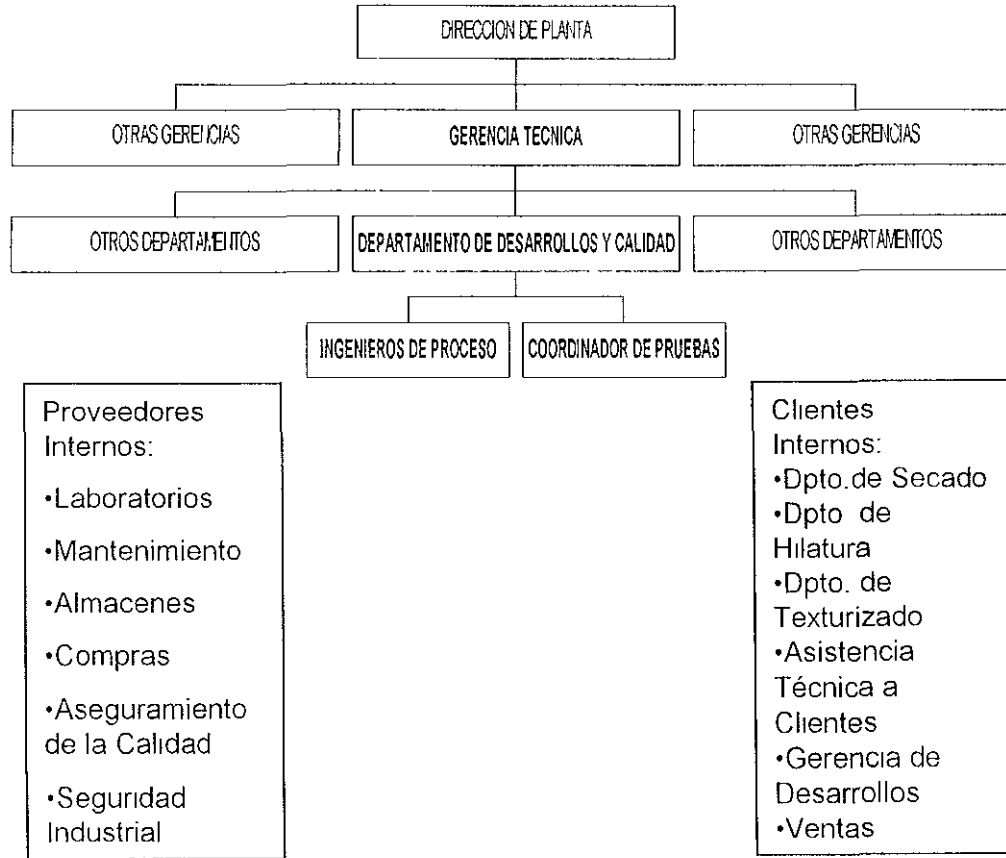 DIRECCION DE PLANTA
OTRAS GERENCIAS
GERENCIA TECNICA
OTRAS GERENCIAS
OTROS DEPARTAMENTOS
DEPARTAMENTO DE DESARROLLOS Y CALIDAD
OTROS DEPARTAMENTOS
INGENIEROS DE PROCESO
COORDINADOR DE PRUEBAS
Proveedores
Internos:
•Laboratorios
•Mantenimiento
•Almacenes
•Compras
•Aseguramiento
de la Calidad
•Seguridad
Industrial
Clientes
Internos:
•Dpto.de Secado
•Dpto de
Hilatura
•Dpto. de
Texturizado
•Asistencia
Técnica a
Clientes
•Gerencia de
Desarrollos
•Ventas